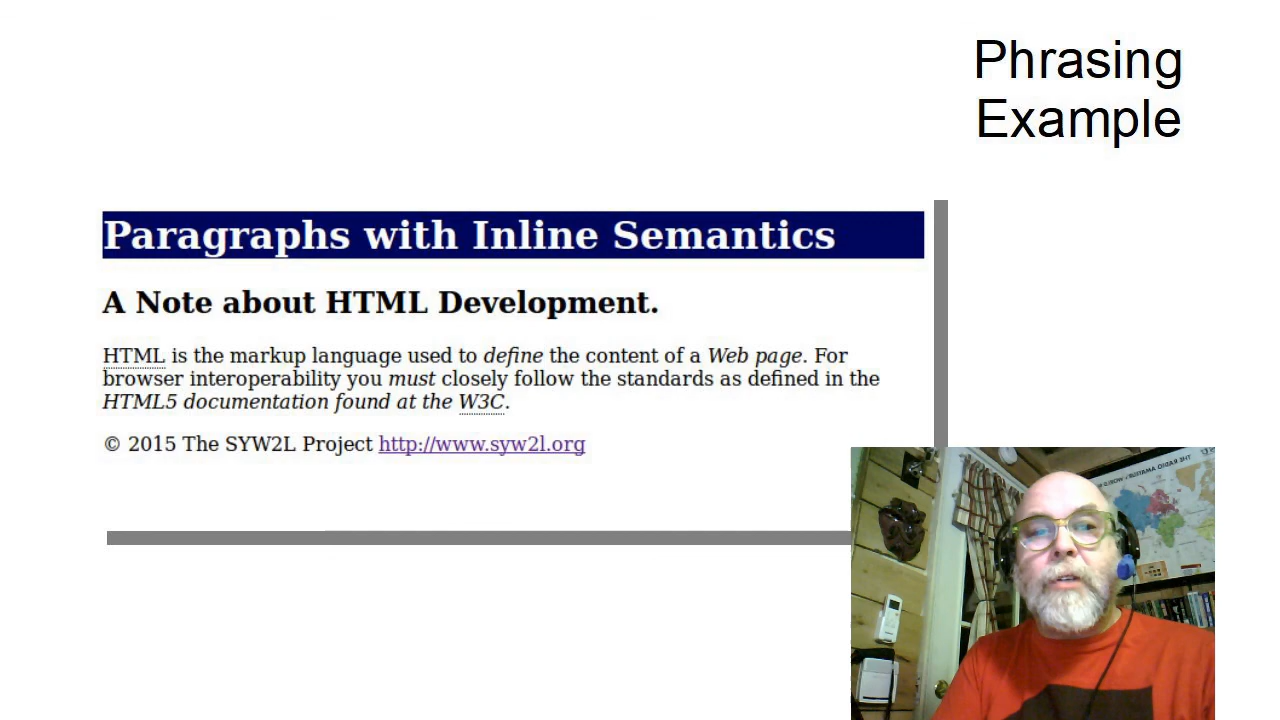 Phrasing
Example
Paragraphs with Inline Semantics
A Note about HTML Development.
HTML is the markup language used to define the content of a Web page. For
browser interoperability you must closely follow the standards as defined in the
HTML5 documentation found at the W3C.
© 2015 The SYW2L Project http://www.syw2l.org